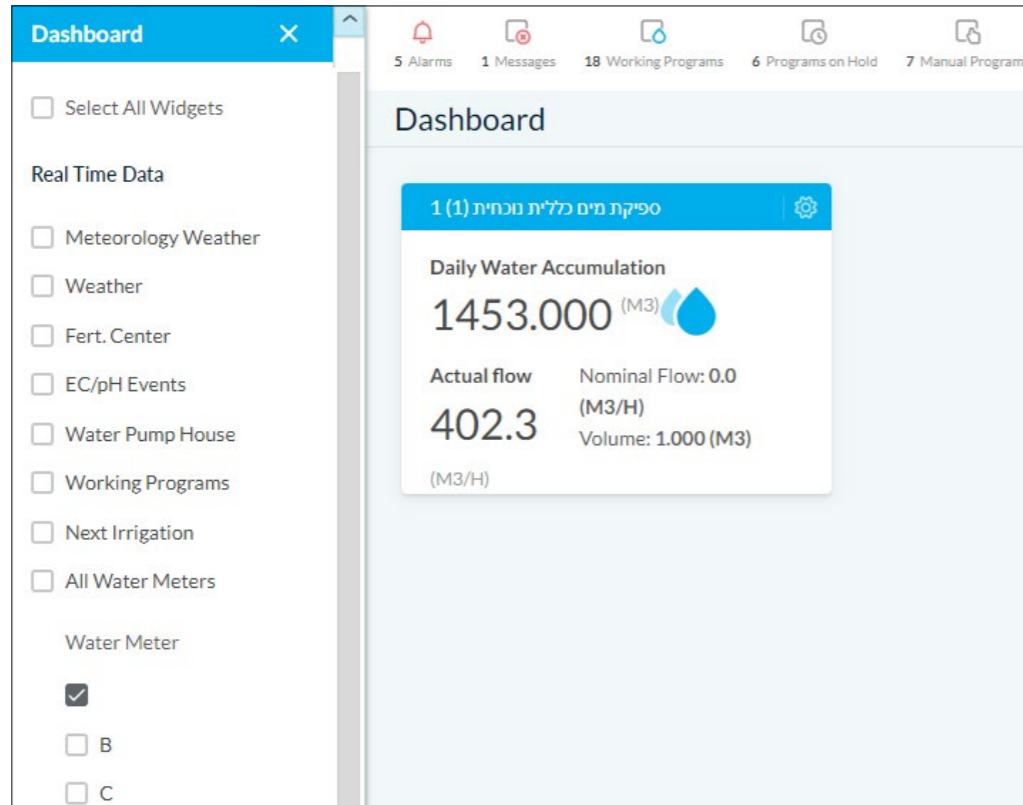 Dashboard
5 Alarms
1 Messages
18 Working Programs
6 Programs on Hold
7 Manual Program
Select All Widgets
Real Time Data
Meteorology Weather
Weather
Fert. Center
EC/pH Events
Water Pump House
Working Programs
Next Irrigation
All Water Meters
Water Meter
B
C
Dashboard
ספיקת מים כללית נוכחית (1) 1
Daily Water Accumulation
1453.000 (M3)
Actual flow
402.3
(M3/H)
Nominal Flow: 0.0
(M3/H)
Volume: 1.000 (M3)